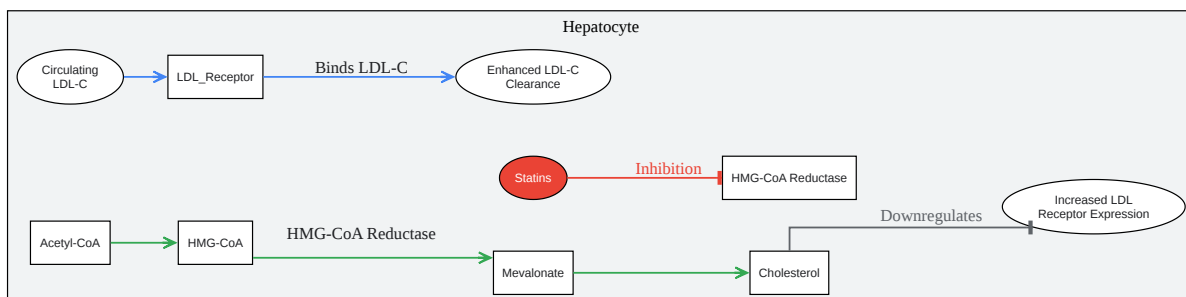 Hepatocyte
Circulating
LDL-C
LDL_Receptor
Binds LDL-C
Enhanced LDL-C
Clearance
Statins
Inhibition
HMG-CoA Reductase
Increased LDL
Receptor Expression
Downregulates
Acetyl-CoA
HMG-CoA
HMG-CoA Reductase
Mevalonate
Cholesterol